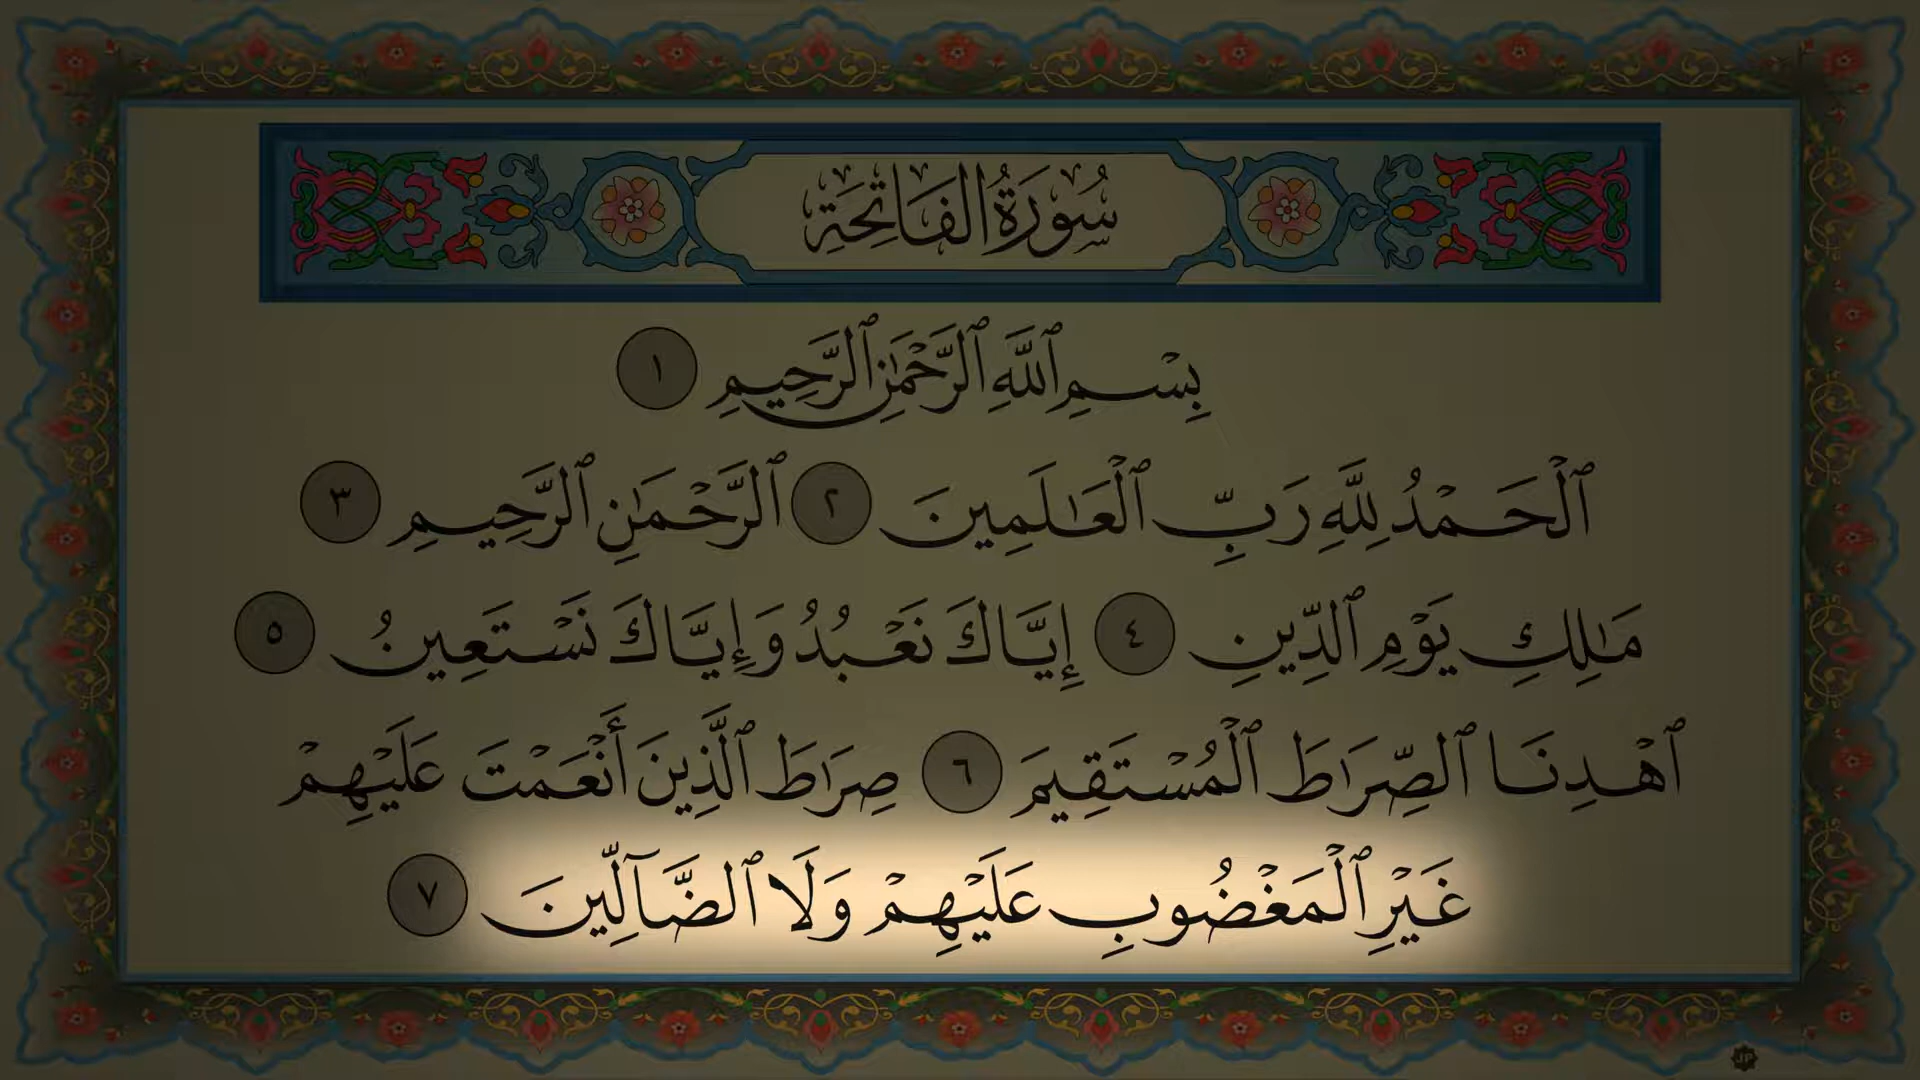 سُورَةُ الفَاتِحَةِ
بِسْمِ ٱللَّهِ ٱلرَّحْمَٰنِ ٱلرَّحِيمِ ١
ٱلْحَمْدُ لِلَّهِ رَبِّ ٱلْعَٰلَمِينَ ٢ ٱلرَّحْمَٰنِ ٱلرَّحِيمِ ٣
مَٰلِكِ يَوْمِ ٱلدِّينِ ٤ إِيَّاكَ نَعْبُدُ وَإِيَّاكَ نَسْتَعِينُ ٥
ٱهْدِنَا ٱلصِّرَٰطَ ٱلْمُسْتَقِيمَ ٦ صِرَٰطَ ٱلَّذِينَ أَنْعَمْتَ عَلَيْهِمْ
غَيْرِ ٱلْمَغْضُوبِ عَلَيْهِمْ وَلَا ٱلضَّآلِّينَ ٧
JP